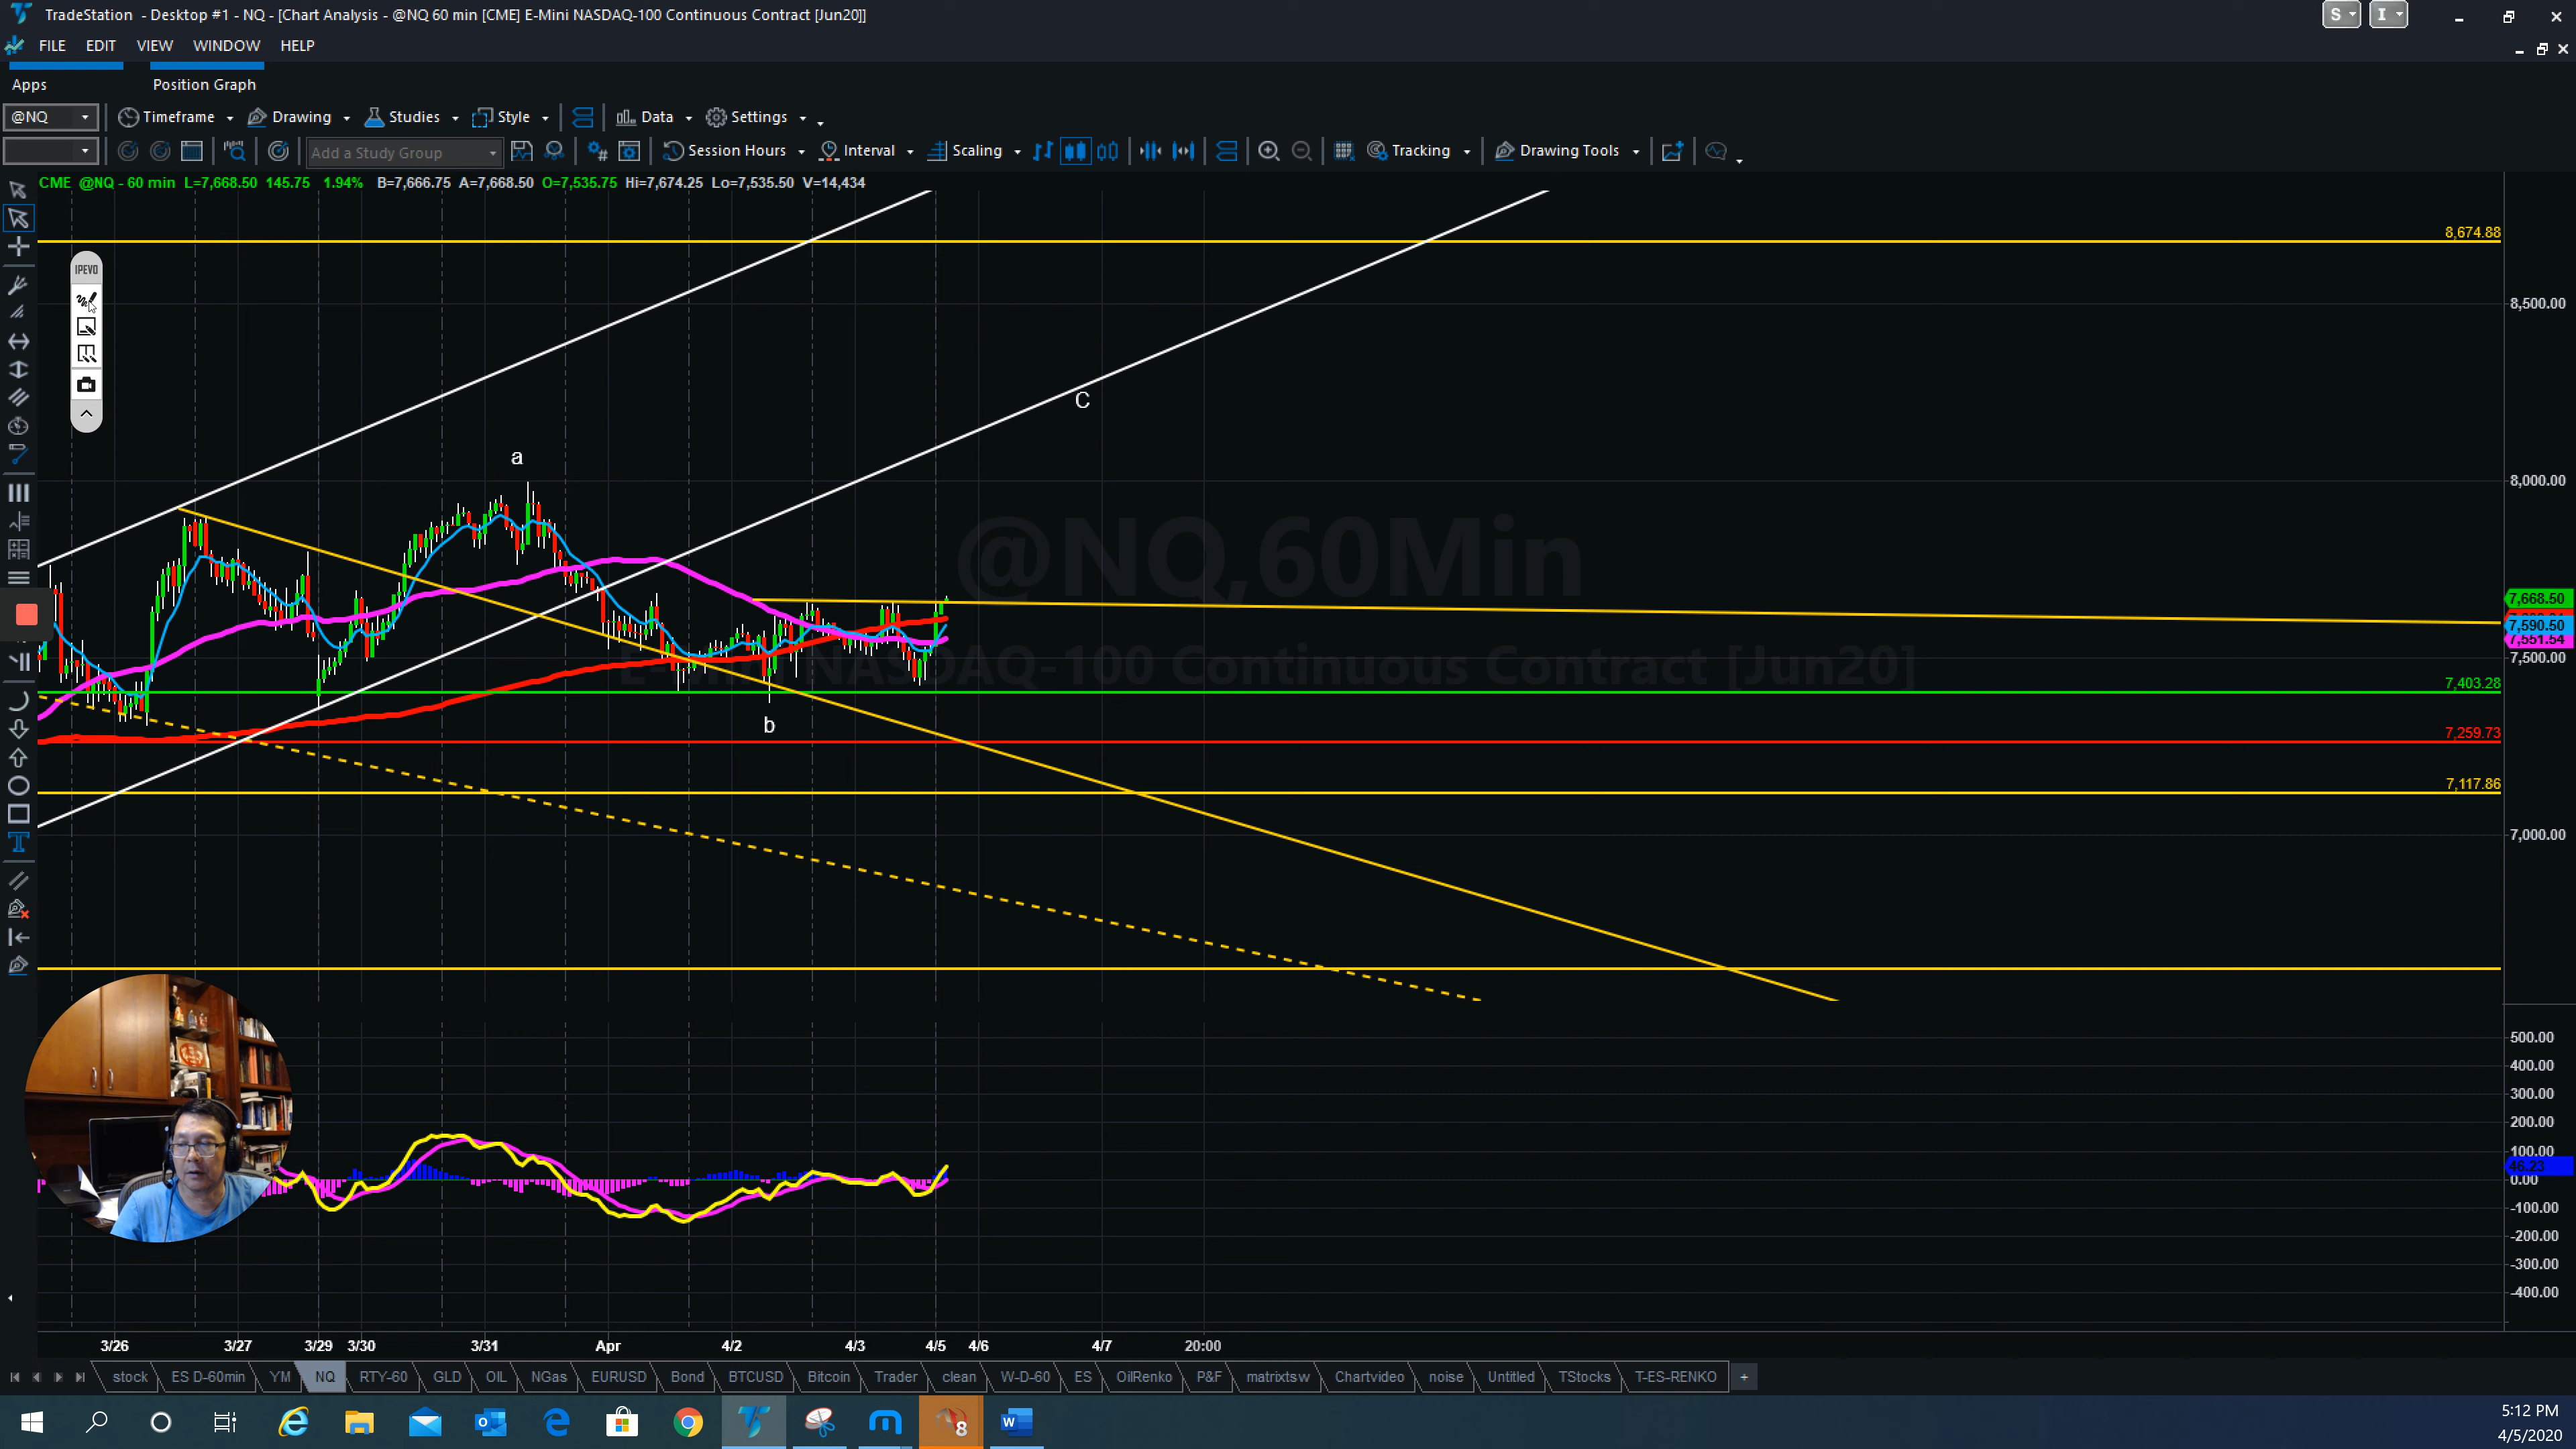 TradeStation - Desktop #1 - NQ - [Chart Analysis - @NQ 60 min [CME] E-Mini NASDAQ-100 Continuous Contract [Jun20]]
S I
FILE EDIT VIEW WINDOW HELP
Apps Position Graph
@NQ Timeframe Drawing Studies Style Data Settings
Add a Study Group Session Hours Interval Scaling Tracking Drawing Tools
CME @NQ - 60 min L=7,668.50 145.75 1.94% B=7,666.75 A=7,668.50 O=7,535.75 Hi=7,674.25 Lo=7,535.50 V=14,434
8,674.88
IPEVO
8,500.00
C
a
8,000.00
@NQ,60Min
7,668.50
7,590.50
7,551.54
7,500.00
E-Mini NASDAQ-100 Continuous Contract [Jun20]
7,403.28
b
7,259.73
7,117.86
7,000.00
500.00
400.00
300.00
200.00
100.00
46.23
0.00
-100.00
-200.00
-300.00
-400.00
3/26 3/27 3/29 3/30 3/31 Apr 4/2 4/3 4/5 4/6 4/7 20:00
stock ES D-60min YM NQ RTY-60 GLD OIL NGas EURUSD Bond BTCUSD Bitcoin Trader clean W-D-60 ES OilRenko P&F matrixtsw Chartvideo noise Untitled TStocks T-ES-RENKO +
8
5:12 PM
4/5/2020